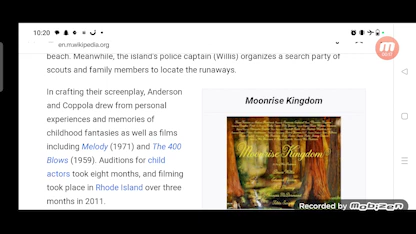 10:20
en.m.wikipedia.org
beach. Meanwhile, the island's police captain (Willis) organizes a search party of
scouts and family members to locate the runaways.
In crafting their screenplay, Anderson
and Coppola drew from personal
experiences and memories of
childhood fantasies as well as films
including Melody (1971) and The 400
Blows (1959). Auditions for child
actors took eight months, and filming
took place in Rhode Island over three
months in 2011.
Moonrise Kingdom
Moonrise Kingdom
Recorded by MOBIZEN